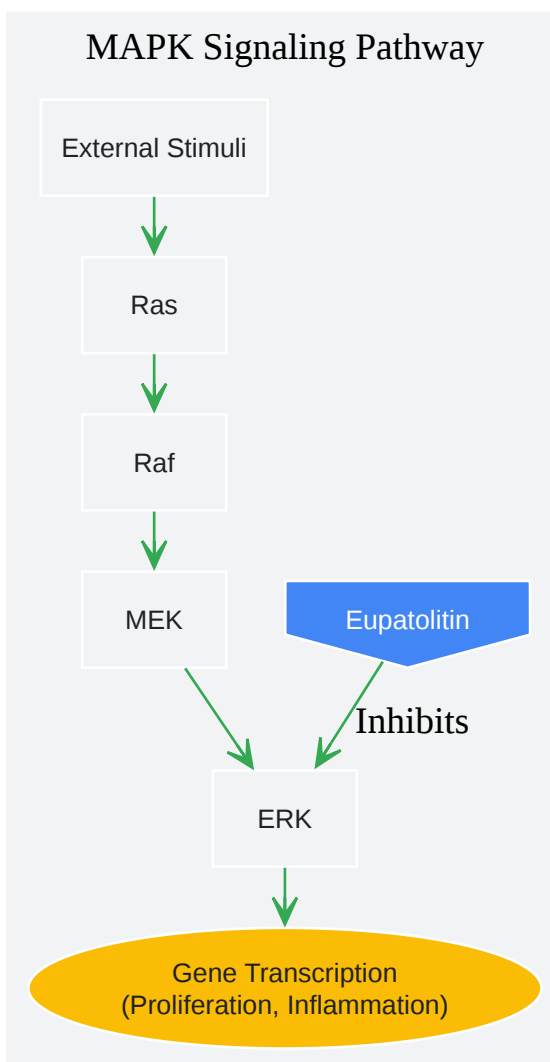 MAPK Signaling Pathway
External Stimuli
Ras
Raf
MEK
Eupatolitin
Inhibits
ERK
Gene Transcription
(Proliferation, Inflammation)